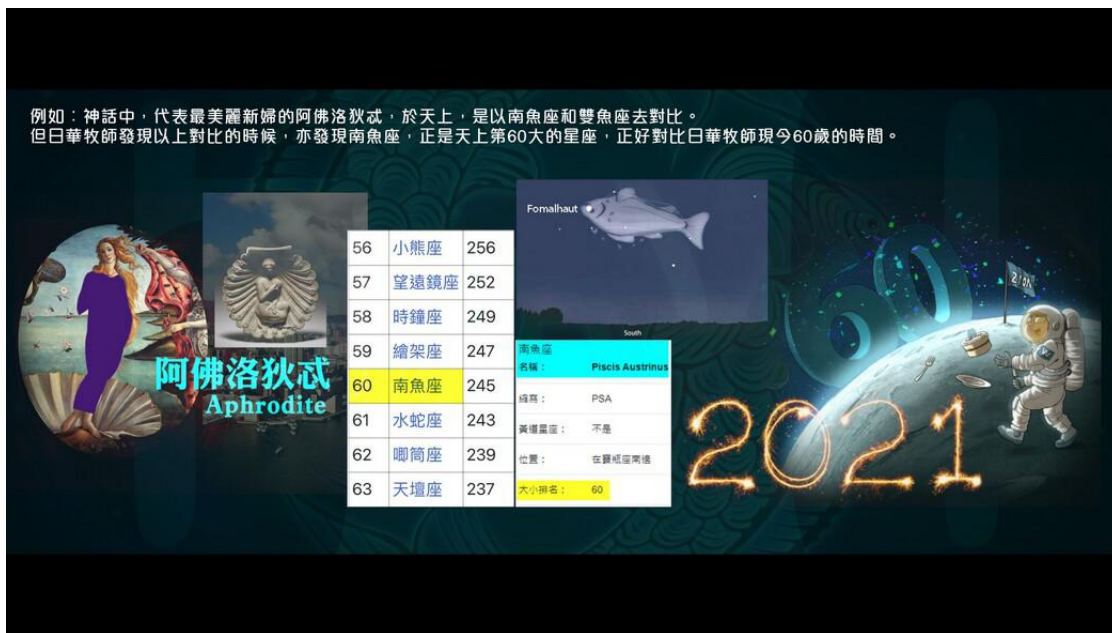 例如：神話中，代表最美麗新婦的阿佛洛狄忒，於天上，是以南魚座和雙魚座去對比。
但日華牧師發現以上對比的時候，亦發現南魚座，正是天上第60大的星座，正好對比日華牧師現今60歲的時間。
阿佛洛狄忒
Aphrodite
56 小熊座 256
57 望遠鏡座 252
58 時鐘座 249
59 繪架座 247
60 南魚座 245
61 水蛇座 243
62 唧筒座 239
63 天壇座 237
Fomalhaut
South
南魚座
名稱： Piscis Austrinus
縮寫： PSA
黃道星座： 不是
位置： 在寶瓶座南邊
大小排名： 60
60
2021